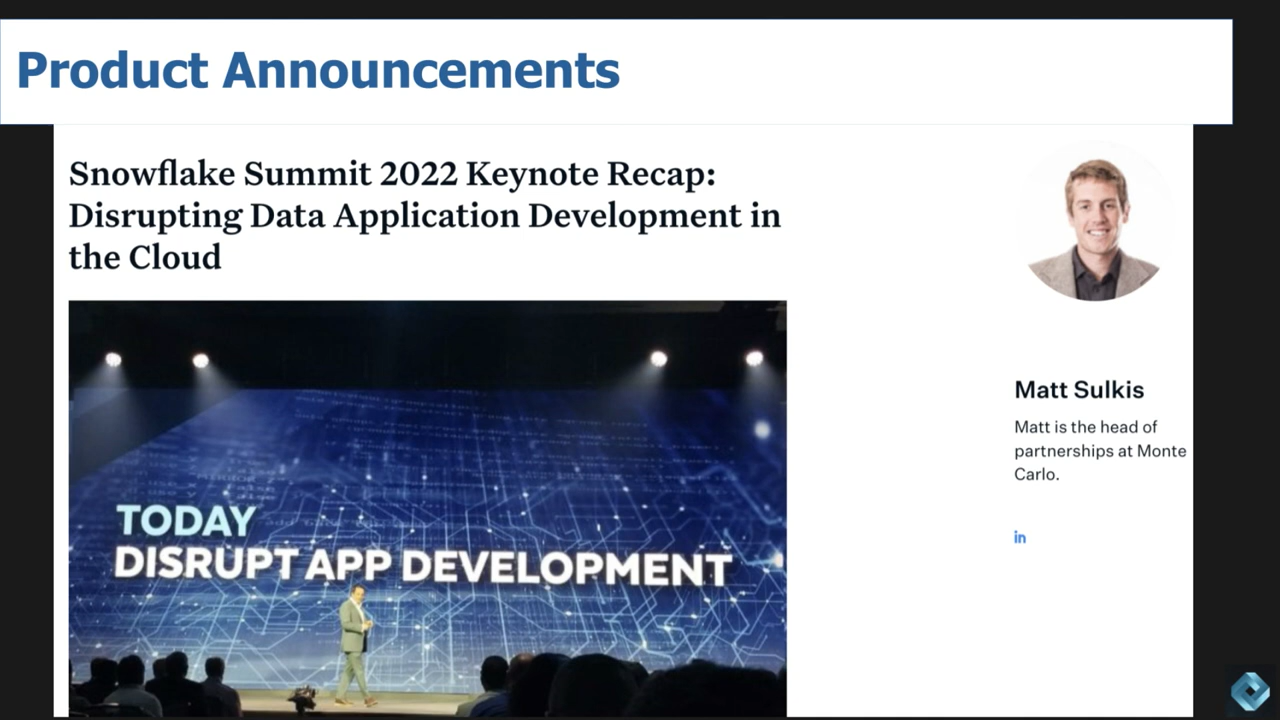 Product Announcements
Snowflake Summit 2022 Keynote Recap:
Disrupting Data Application Development in
the Cloud
TODAY
DISRUPT APP DEVELOPMENT
Matt Sulkis
Matt is the head of
partnerships at Monte
Carlo.
in